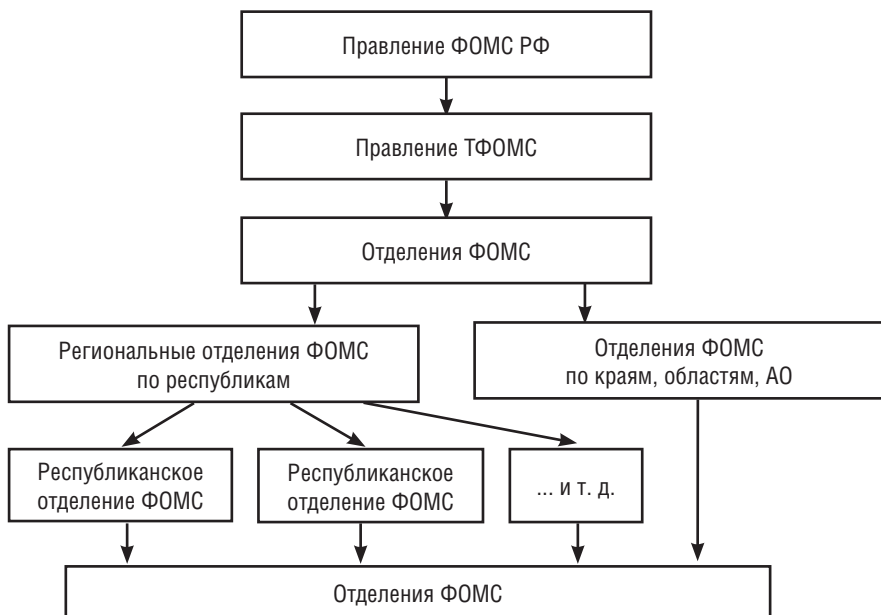 Правление ФОМС РФ
Правление ТФОМС
Отделения ФОМС
Региональные отделения ФОМС
по республикам
Отделения ФОМС
по краям, областям, АО
Республиканское
отделение ФОМС
Республиканское
отделение ФОМС
... и т. д.
Отделения ФОМС